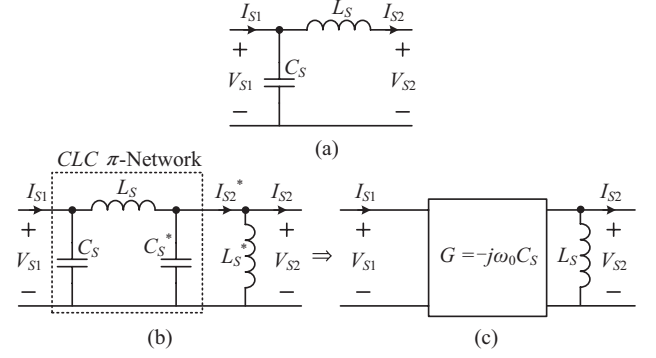 I_{S1} L_S I_{S2}
+ +
V_{S1} C_S V_{S2}
− −
(a)
CLC π-Network
I_{S1} L_S I_{S2}^* I_{S2}
+ +
V_{S1} C_S C_S^* L_S^* V_{S2}
− −
(b)
⇒
I_{S1} I_{S2}
+ +
V_{S1} G = −jω_0C_S L_S V_{S2}
− −
(c)